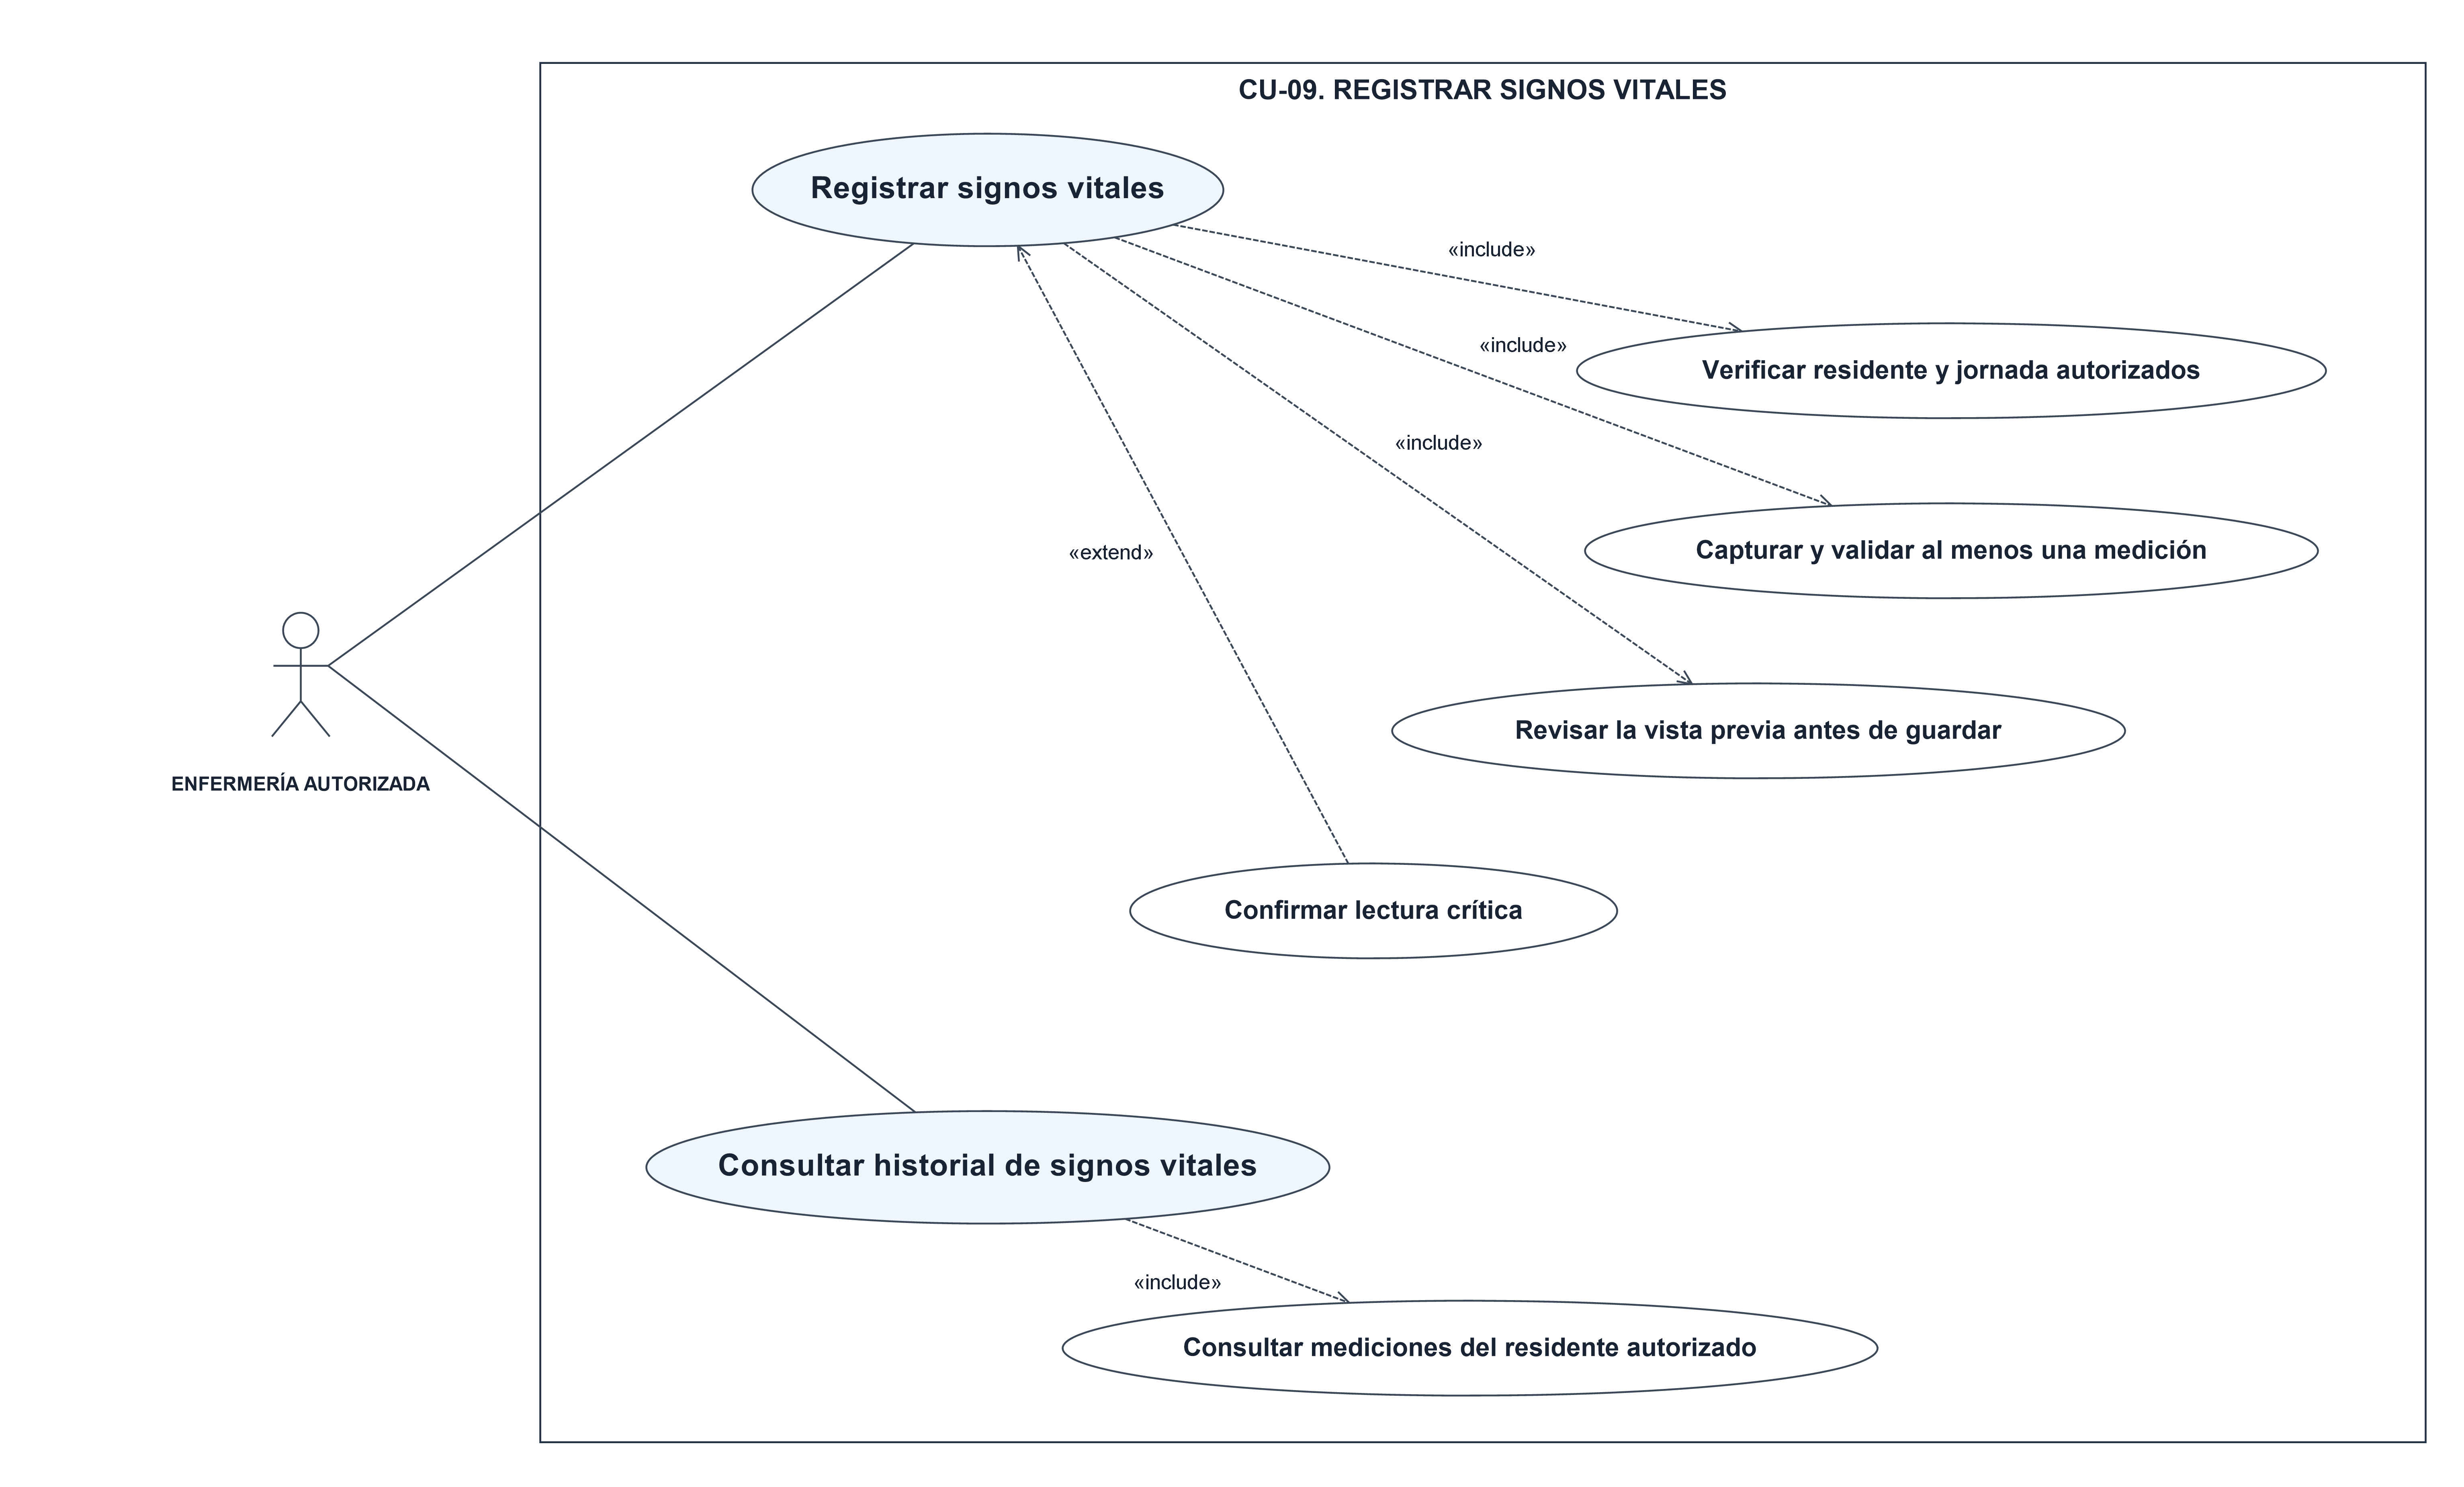 CU-09. REGISTRAR SIGNOS VITALES
Registrar signos vitales
«include»
«include»
Verificar residente y jornada autorizados
«include»
«extend»
Capturar y validar al menos una medición
Revisar la vista previa antes de guardar
ENFERMERÍA AUTORIZADA
Confirmar lectura crítica
Consultar historial de signos vitales
«include»
Consultar mediciones del residente autorizado